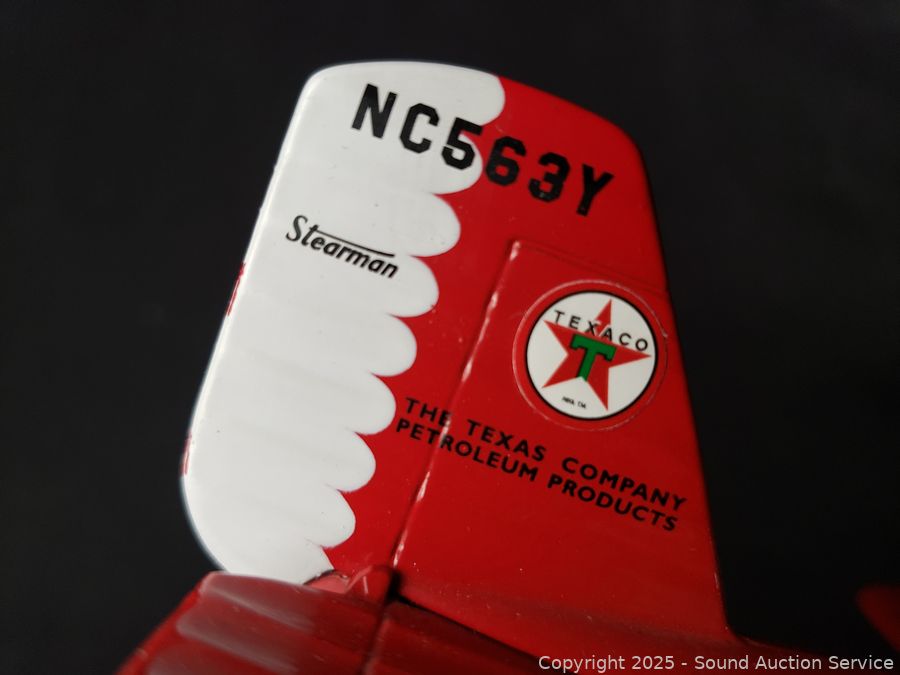 NC563Y
Stearman
TEXACO
T
THE TEXAS COMPANY
PETROLEUM PRODUCTS
Copyright © 2025 - Sound Auction Service